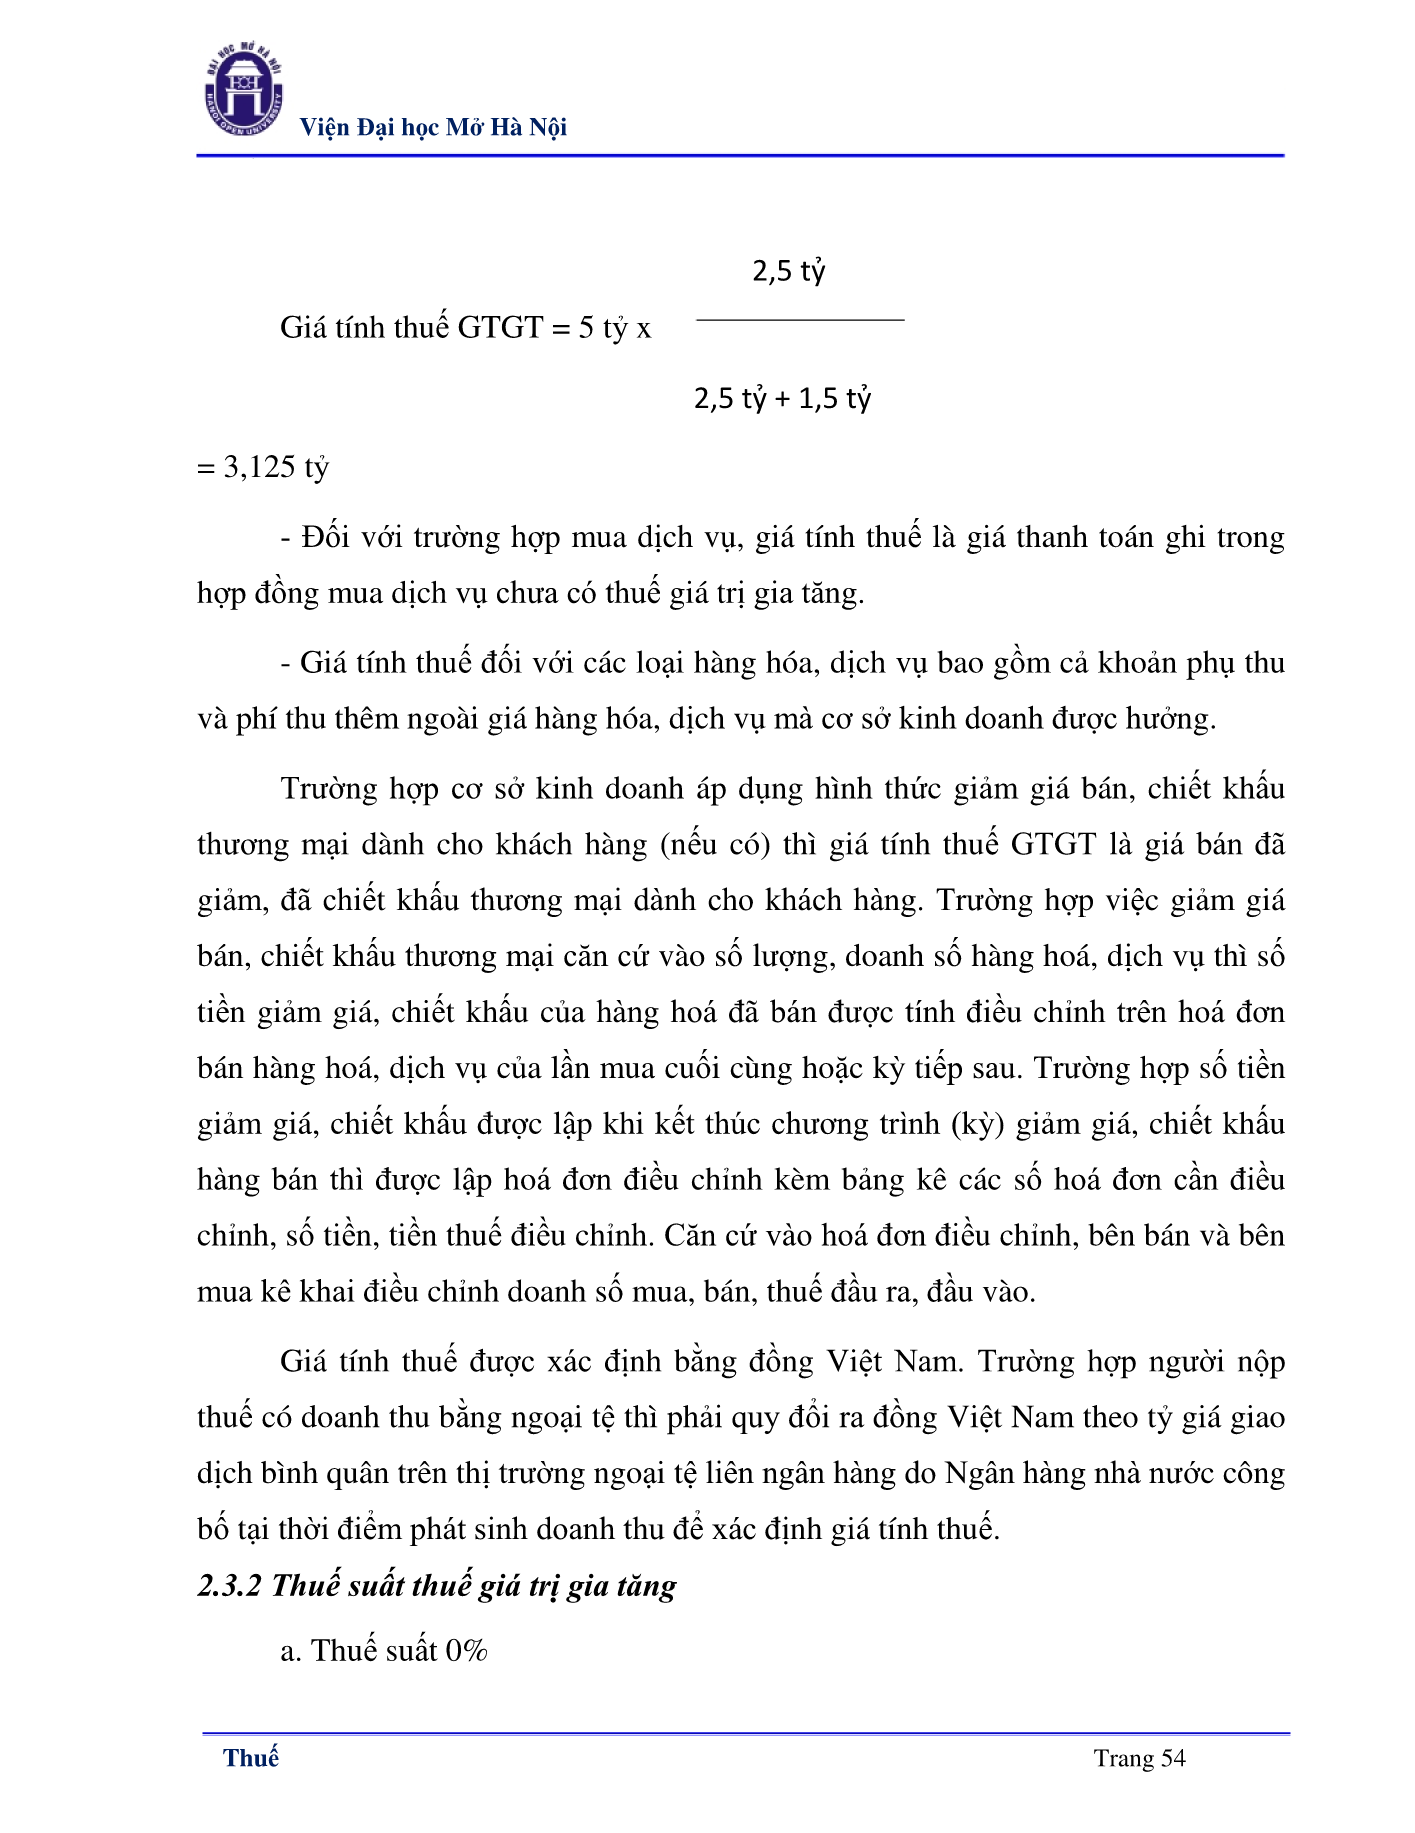 ĐẠI HỌC MỞ HÀ NỘI
HANOI OPEN UNIVERSITY
Viện Đại học Mở Hà Nội
2,5 tỷ
Giá tính thuế GTGT = 5 tỷ x
2,5 tỷ + 1,5 tỷ
= 3,125 tỷ
- Đối với trường hợp mua dịch vụ, giá tính thuế là giá thanh toán ghi trong
hợp đồng mua dịch vụ chưa có thuế giá trị gia tăng.
- Giá tính thuế đối với các loại hàng hóa, dịch vụ bao gồm cả khoản phụ thu
và phí thu thêm ngoài giá hàng hóa, dịch vụ mà cơ sở kinh doanh được hưởng.
Trường hợp cơ sở kinh doanh áp dụng hình thức giảm giá bán, chiết khấu
thương mại dành cho khách hàng (nếu có) thì giá tính thuế GTGT là giá bán đã
giảm, đã chiết khấu thương mại dành cho khách hàng. Trường hợp việc giảm giá
bán, chiết khấu thương mại căn cứ vào số lượng, doanh số hàng hoá, dịch vụ thì số
tiền giảm giá, chiết khấu của hàng hoá đã bán được tính điều chỉnh trên hoá đơn
bán hàng hoá, dịch vụ của lần mua cuối cùng hoặc kỳ tiếp sau. Trường hợp số tiền
giảm giá, chiết khấu được lập khi kết thúc chương trình (kỳ) giảm giá, chiết khấu
hàng bán thì được lập hoá đơn điều chỉnh kèm bảng kê các số hoá đơn cần điều
chỉnh, số tiền, tiền thuế điều chỉnh. Căn cứ vào hoá đơn điều chỉnh, bên bán và bên
mua kê khai điều chỉnh doanh số mua, bán, thuế đầu ra, đầu vào.
Giá tính thuế được xác định bằng đồng Việt Nam. Trường hợp người nộp
thuế có doanh thu bằng ngoại tệ thì phải quy đổi ra đồng Việt Nam theo tỷ giá giao
dịch bình quân trên thị trường ngoại tệ liên ngân hàng do Ngân hàng nhà nước công
bố tại thời điểm phát sinh doanh thu để xác định giá tính thuế.
2.3.2 Thuế suất thuế giá trị gia tăng
a. Thuế suất 0%
Thuế
Trang 54